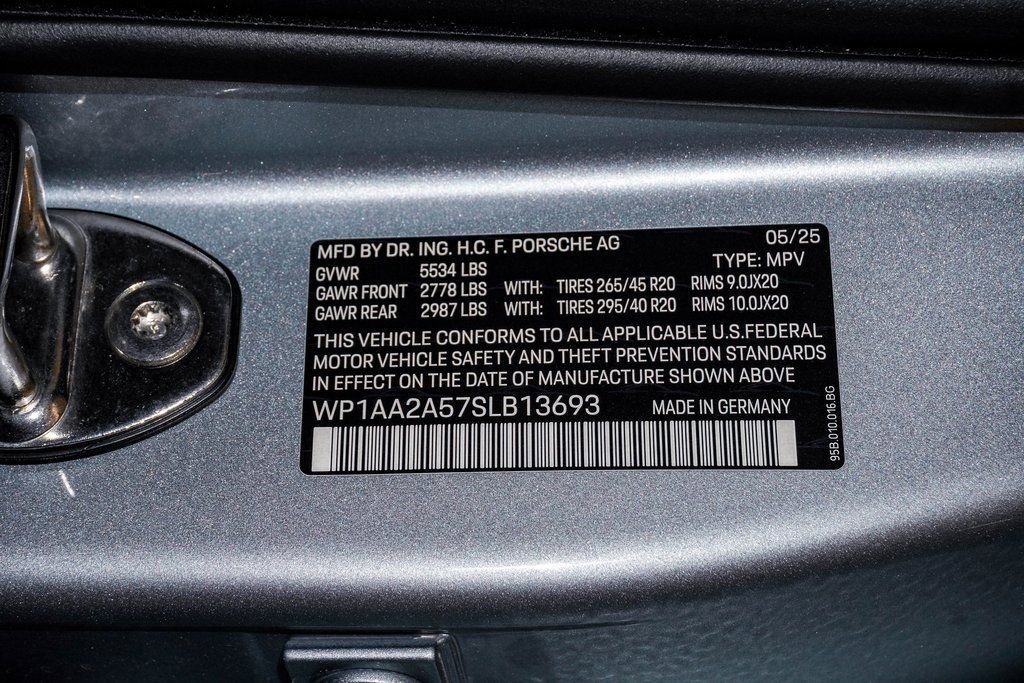 MFD BY DR. ING. H.C. F. PORSCHE AG 05/25
TYPE: MPV
GVWR 5534 LBS
GAWR FRONT 2778 LBS WITH: TIRES 265/45 R20 RIMS 9.0JX20
GAWR REAR 2987 LBS WITH: TIRES 295/40 R20 RIMS 10.0JX20
THIS VEHICLE CONFORMS TO ALL APPLICABLE U.S.FEDERAL
MOTOR VEHICLE SAFETY AND THEFT PREVENTION STANDARDS
IN EFFECT ON THE DATE OF MANUFACTURE SHOWN ABOVE
WP1AA2A57SLB13693 MADE IN GERMANY
95B.010.016.BG